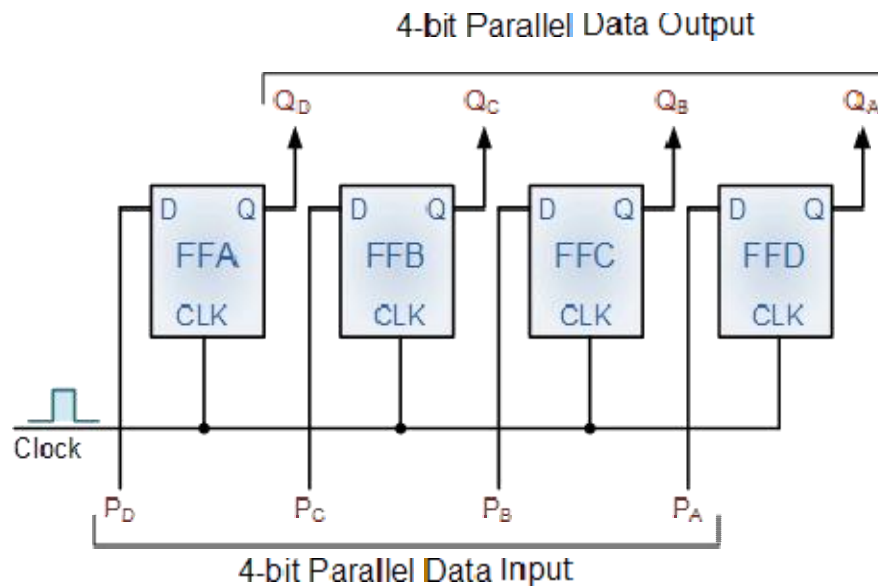 4-bit Parallel Data Output
QD QC QB QA
D Q D Q D Q D Q
FFA FFB FFC FFD
CLK CLK CLK CLK
Clock
PD PC PB PA
4-bit Parallel Data Input